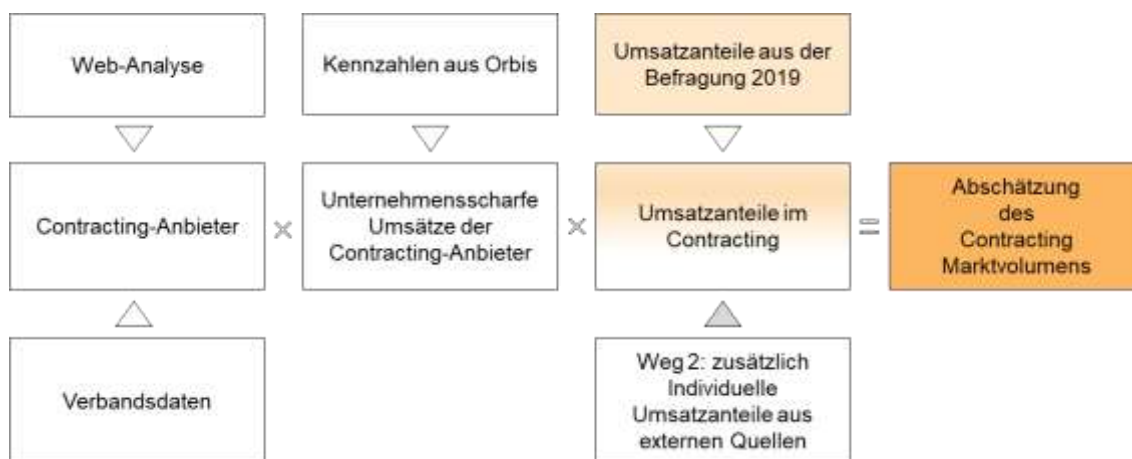 Web-Analyse
Kennzahlen aus Orbis
Umsatzanteile aus der
Befragung 2019
Contracting-Anbieter
×
Unternehmensscharfe
Umsätze der
Contracting-Anbieter
×
Umsatzanteile im
Contracting
=
Abschätzung
des
Contracting
Marktvolumens
Verbandsdaten
Weg 2: zusätzlich
Individuelle
Umsatzanteile aus
externen Quellen